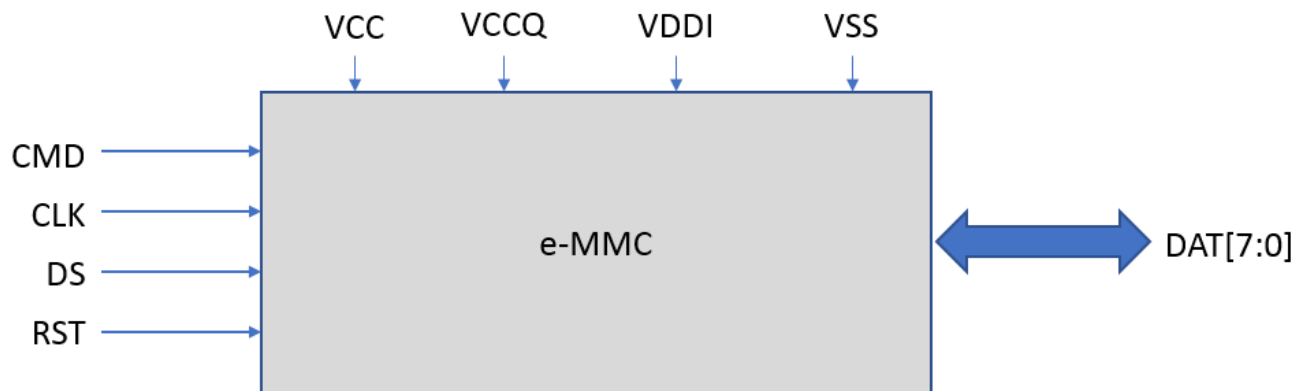 VCC VCCQ VDDI VSS
CMD
CLK
e-MMC
DAT[7:0]
DS
RST